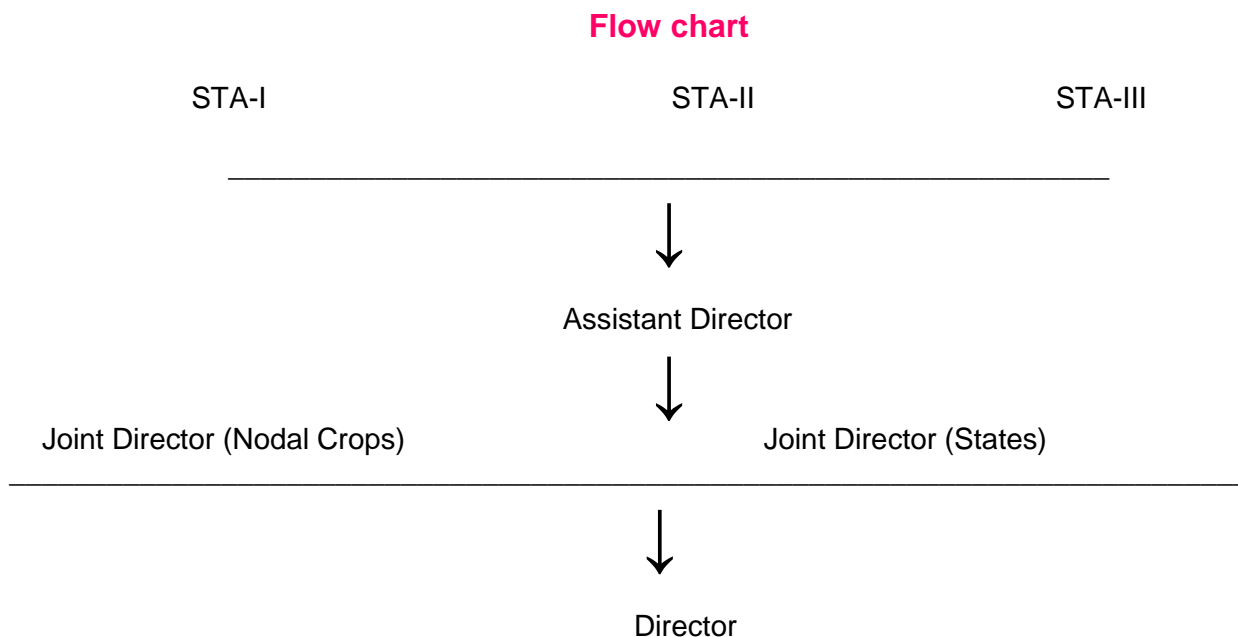 Flow chart
STA-I STA-II STA-III
Assistant Director
Joint Director (Nodal Crops) Joint Director (States)
Director